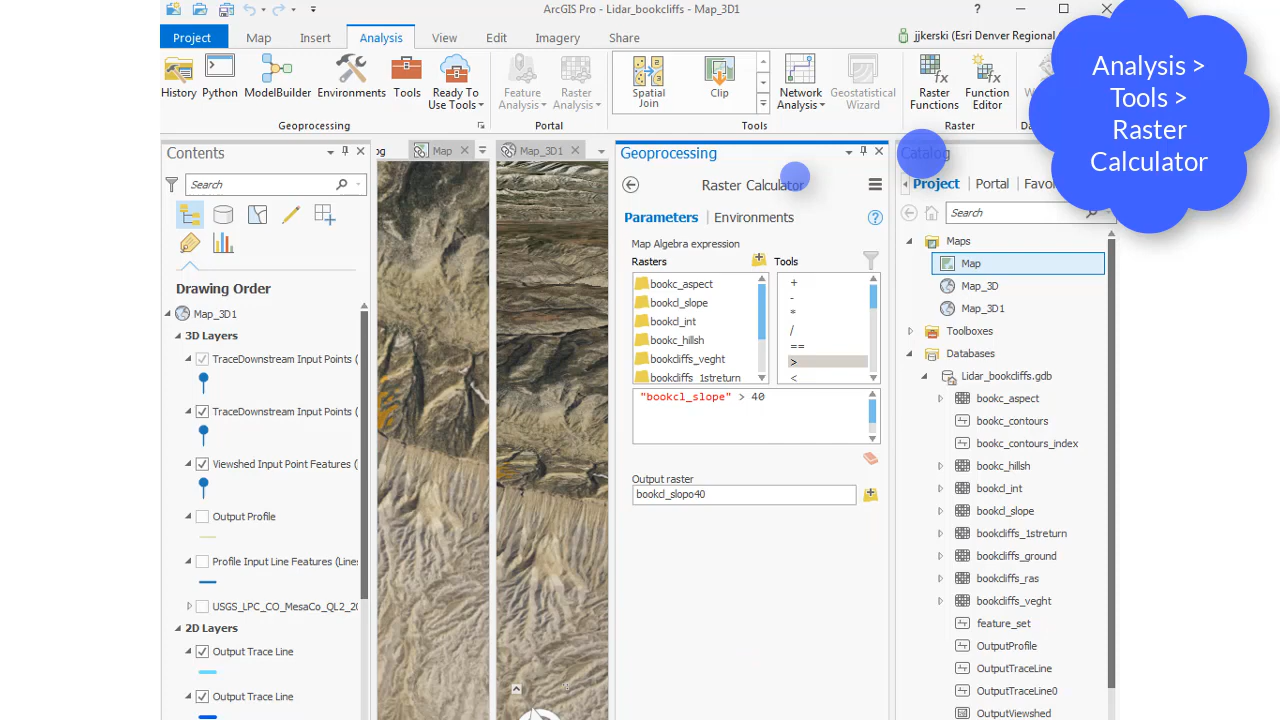 ArcGIS Pro - Lidar_bookcliffs - Map_3D1
Project
Map
Insert
Analysis
View
Edit
Imagery
Share
jjkerski (Esri Denver Regional
History
Python
ModelBuilder
Environments
Tools
Ready To
Use Tools
Feature
Analysis
Raster
Analysis
Spatial
Join
Clip
Network
Analysis
Geostatistical
Wizard
Raster
Functions
Function
Editor
Geoprocessing
Portal
Tools
Raster
Analysis >
Tools >
Raster
Calculator
Contents
Search
Drawing Order
Map_3D1
3D Layers
TraceDownstream Input Points (
TraceDownstream Input Points (
Viewshed Input Point Features (
Output Profile
Profile Input Line Features (Lines
USGS_LPC_CO_MesaCo_QL2_20
2D Layers
Output Trace Line
Output Trace Line
og
Map
Map_3D1
Geoprocessing
Raster Calculator
Parameters
Environments
Map Algebra expression
Rasters
Tools
bookc_aspect
bookcl_slope
bookcl_int
bookc_hillsh
bookcliffs_veght
bookcliffs_1streturn
+
-
*
/
==
>
<
"bookcl_slope" > 40
Output raster
bookcl_slopo40
Catalog
Project
Portal
Favo
Search
Maps
Map
Map_3D
Map_3D1
Toolboxes
Databases
Lidar_bookcliffs.gdb
bookc_aspect
bookc_contours
bookc_contours_index
bookc_hillsh
bookcl_int
bookcl_slope
bookcliffs_1streturn
bookcliffs_ground
bookcliffs_ras
bookcliffs_veght
feature_set
OutputProfile
OutputTraceLine
OutputTraceLine0
OutputViewshed